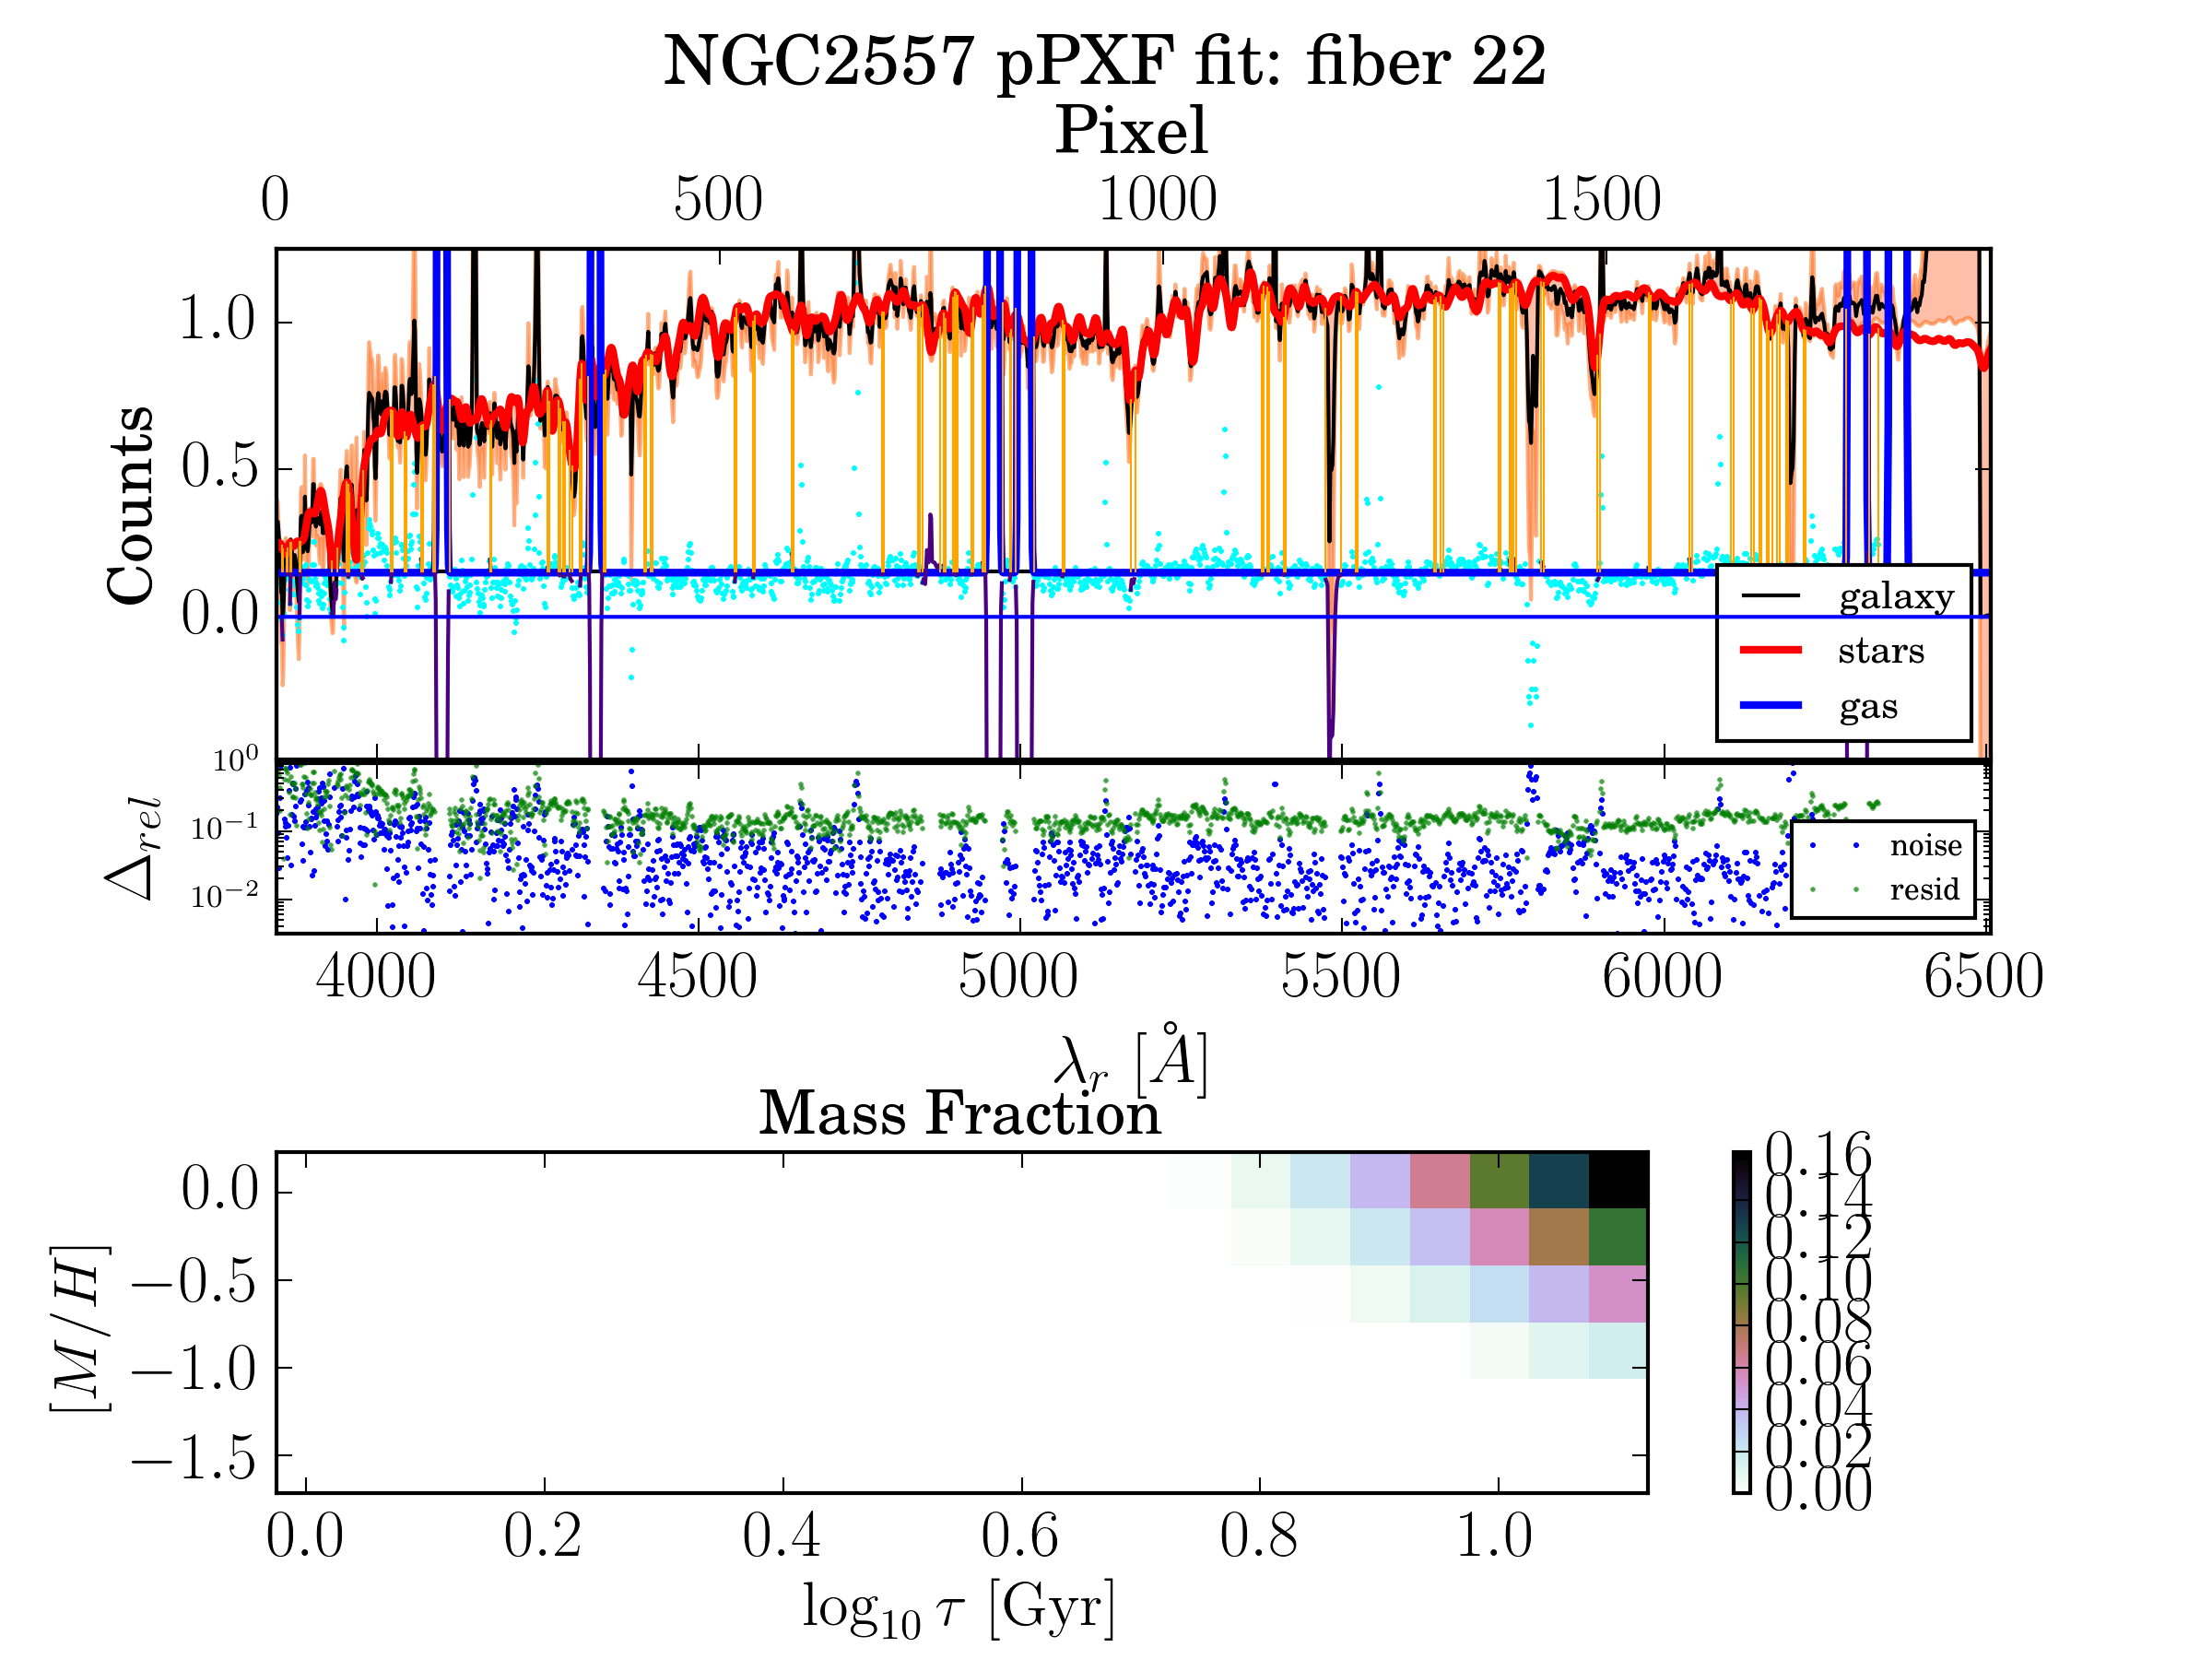 NGC2557 pPXF fit: fiber 22
Pixel
0 500 1000 1500
1.0
0.5
0.0
Counts
galaxy
stars
gas
10^0
10^{-1}
10^{-2}
Δ_{rel}
noise
resid
4000 4500 5000 5500 6000 6500
λ_r [Å]
Mass Fraction
0.0
−0.5
−1.0
−1.5
[M/H]
0.16
0.14
0.12
0.10
0.08
0.06
0.04
0.02
0.00
0.0 0.2 0.4 0.6 0.8 1.0
log_{10} τ [Gyr]